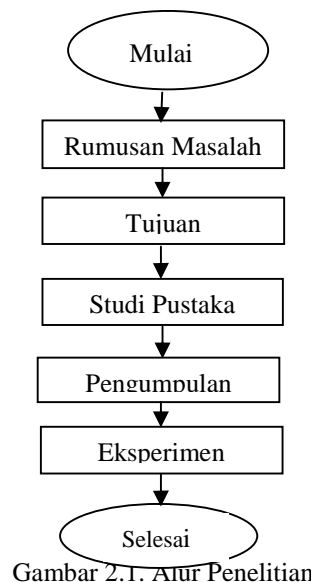 Mulai
Rumusan Masalah
Tujuan
Studi Pustaka
Pengumpulan
Eksperimen
Selesai
Gambar 2.1. Alur Penelitian